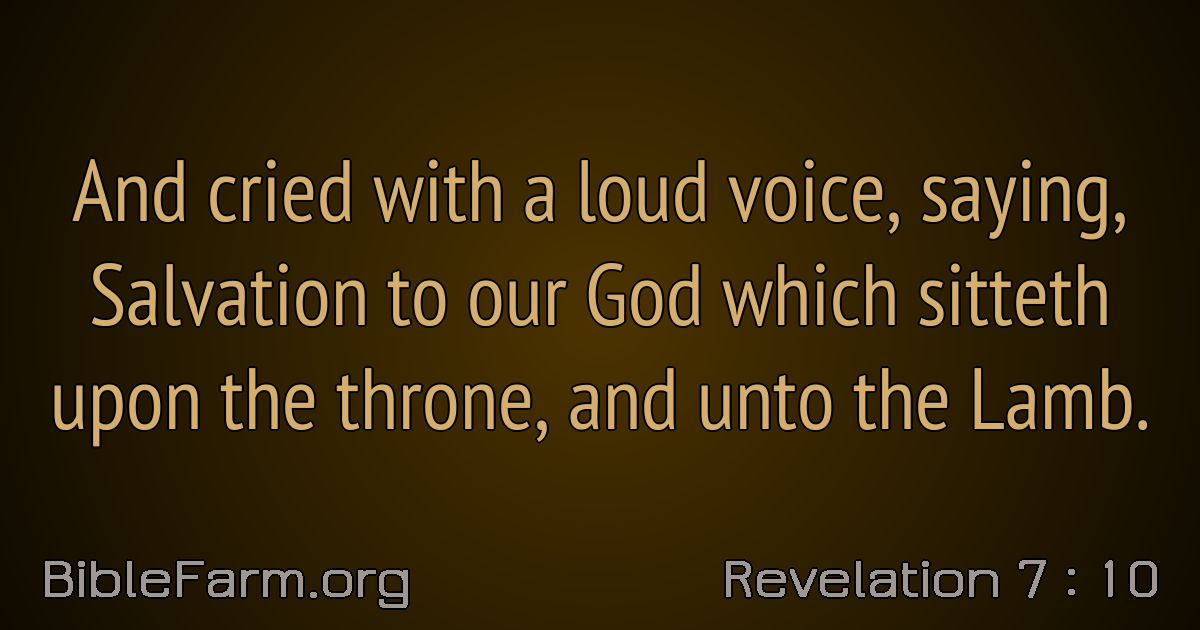 And cried with a loud voice, saying,
Salvation to our God which sitteth
upon the throne, and unto the Lamb.
BibleFarm.org
Revelation 7 : 10